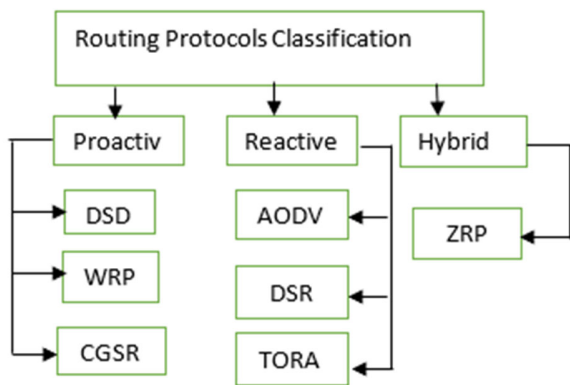 Routing Protocols Classification
Proactiv
Reactive
Hybrid
DSD
AODV
ZRP
WRP
DSR
CGSR
TORA